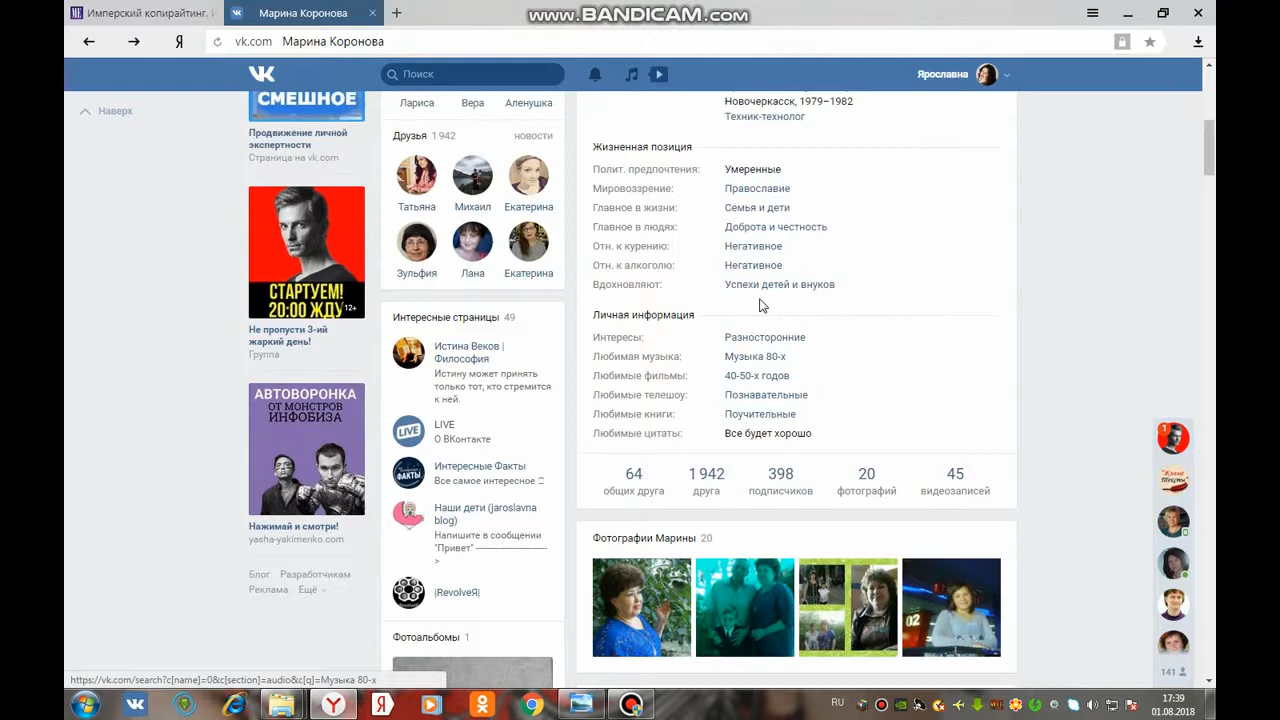 Имперский копирайтинг. И
Марина Коронова
www.BANDICAM.com
Я
vk.com Марина Коронова
Поиск
Ярославна
Наверх
СМЕШНОЕ
Продвижение личной
экспертности
Страница на vk.com
СТАРТУЕМ!
20:00 ЖДУ
12+
Не пропусти 3-ий
жаркий день!
Группа
АВТОВОРОНКА
ОТ МОНСТРОВ
ИНФОБИЗА
Нажимай и смотри!
yasha-yakimenko.com
Блог Разработчикам
Реклама Ещё
Лариса Вера Аленушка
Друзья 1 942 новости
Татьяна Михаил Екатерина
Зульфия Лана Екатерина
Интересные страницы 49
Истина Веков |
Философия
Истину может принять
только тот, кто стремится
к ней.
LIVE
LIVE
О ВКонтакте
ФАКТЫ
Интересные Факты
Все самое интересное
Наши дети (jaroslavna
blog)
Напишите в сообщении
"Привет" -----------------------
>
|RevolveЯ|
Фотоальбомы 1
Новочеркасск, 1979–1982
Техник-технолог
Жизненная позиция
Полит. предпочтения: Умеренные
Мировоззрение: Православие
Главное в жизни: Семья и дети
Главное в людях: Доброта и честность
Отн. к курению: Негативное
Отн. к алкоголю: Негативное
Вдохновляют: Успехи детей и внуков
Личная информация
Интересы: Разносторонние
Любимая музыка: Музыка 80-х
Любимые фильмы: 40-50-х годов
Любимые телешоу: Познавательные
Любимые книги: Поучительные
Любимые цитаты: Все будет хорошо
64 1 942 398 20 45
общих друга друга подписчиков фотографий видеозаписей
Фотографии Марины 20
02
1
141
https://vk.com/search?c[name]=0&c[section]=audio&c[q]=Музыка 80-х
RU
17:39
01.08.2018